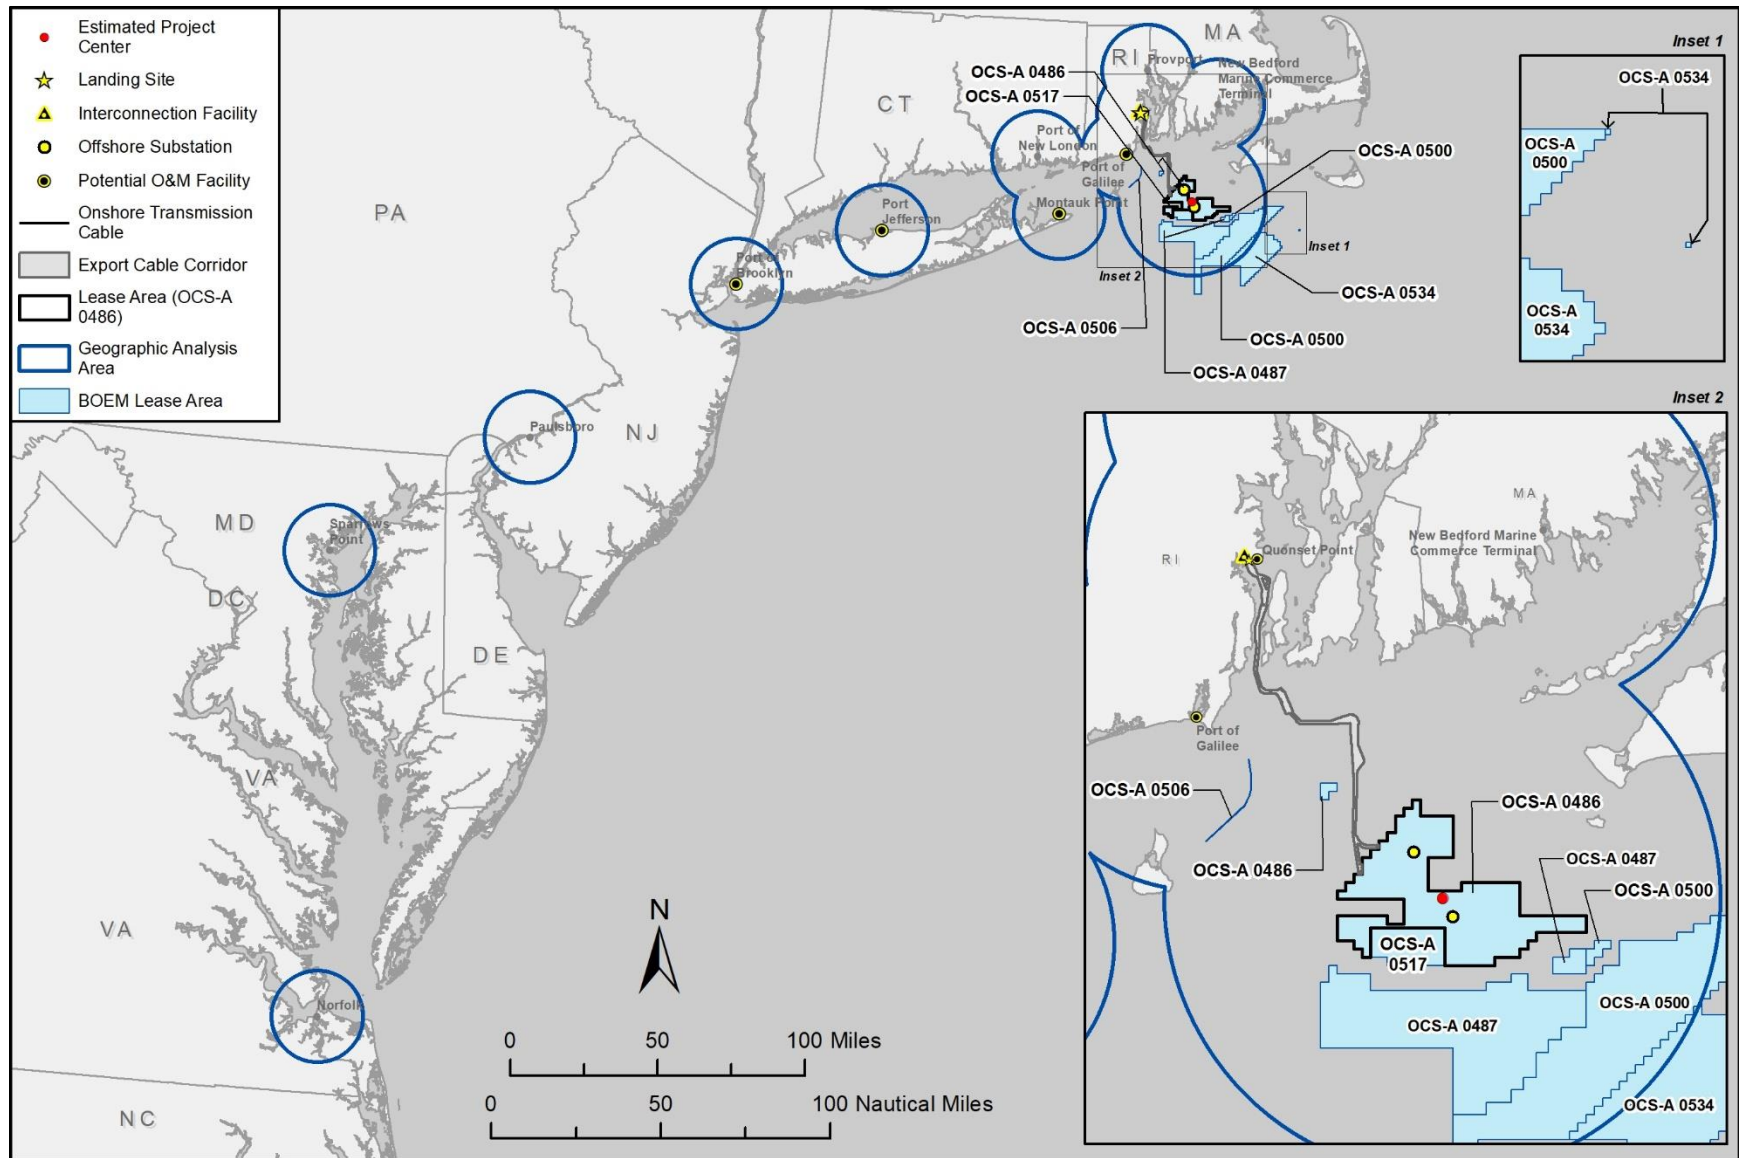 Estimated Project
Center
Landing Site
Interconnection Facility
Offshore Substation
Potential O&M Facility
Onshore Transmission
Cable
Export Cable Corridor
Lease Area (OCS-A
0486)
Geographic Analysis
Area
BOEM Lease Area
PA
CT
RI
MA
Provport
New Bedford
Marine Commerce
Terminal
OCS-A 0486
OCS-A 0517
Port of
New London
Port of
Galilee
Montauk Point
Port
Jefferson
Port of
Brooklyn
OCS-A 0500
Inset 1
Inset 2
OCS-A 0534
OCS-A 0506
OCS-A 0500
OCS-A 0487
Paulsboro
NJ
MD
Sparrows
Point
DC
DE
VA
VA
Norfolk
NC
N
0
50
100 Miles
0
50
100 Nautical Miles
Inset 1
OCS-A 0534
OCS-A
0500
OCS-A
0534
Inset 2
MA
New Bedford Marine
Commerce Terminal
RI
Quonset Point
Port of
Galilee
OCS-A 0506
OCS-A 0486
OCS-A 0486
OCS-A 0487
OCS-A 0500
OCS-A
0517
OCS-A 0500
OCS-A 0487
OCS-A 0534